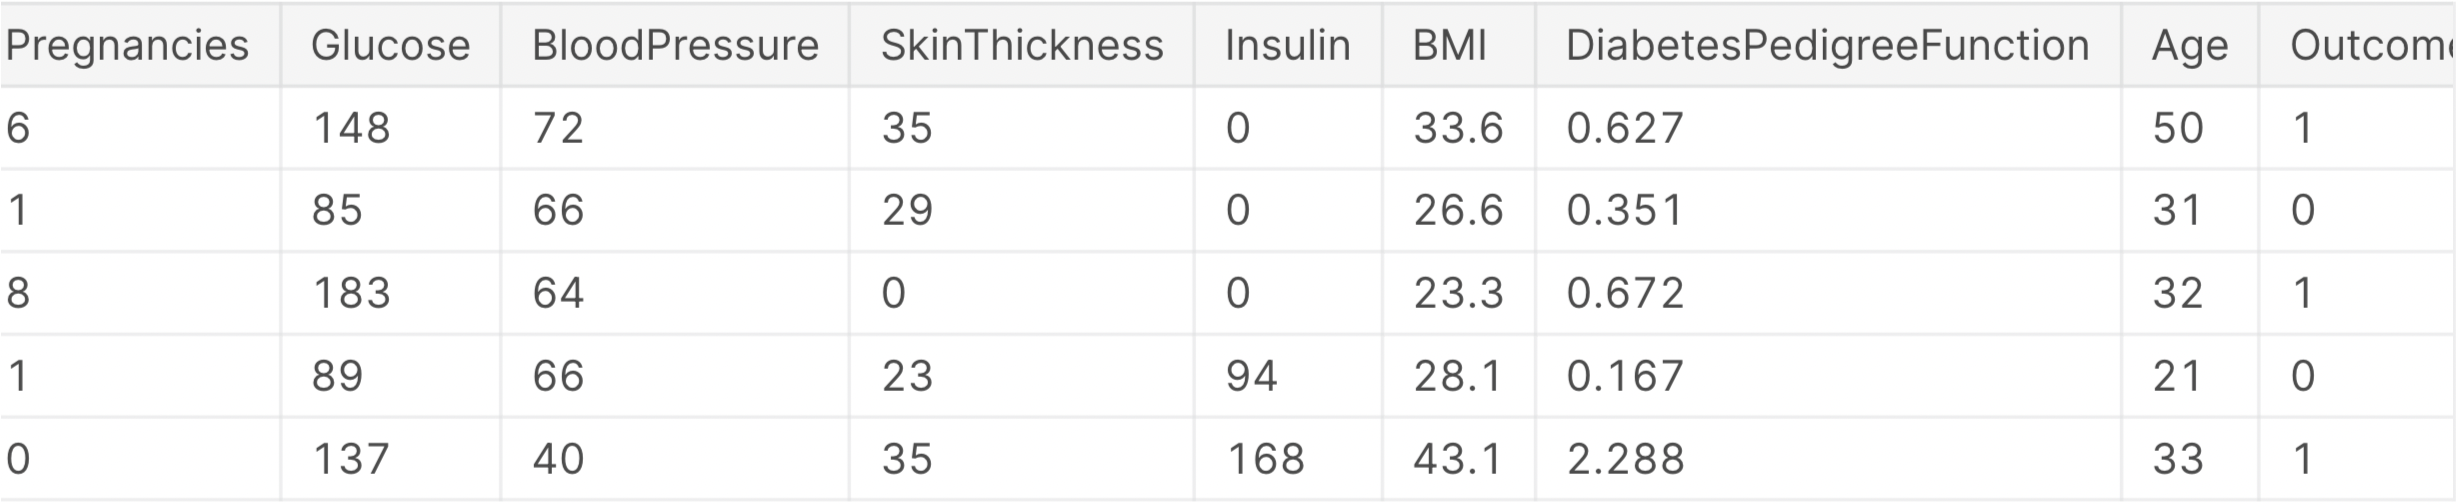 Pregnancies Glucose BloodPressure SkinThickness Insulin BMI DiabetesPedigreeFunction Age Outcome
6 148 72 35 0 33.6 0.627 50 1
1 85 66 29 0 26.6 0.351 31 0
8 183 64 0 0 23.3 0.672 32 1
1 89 66 23 94 28.1 0.167 21 0
0 137 40 35 168 43.1 2.288 33 1